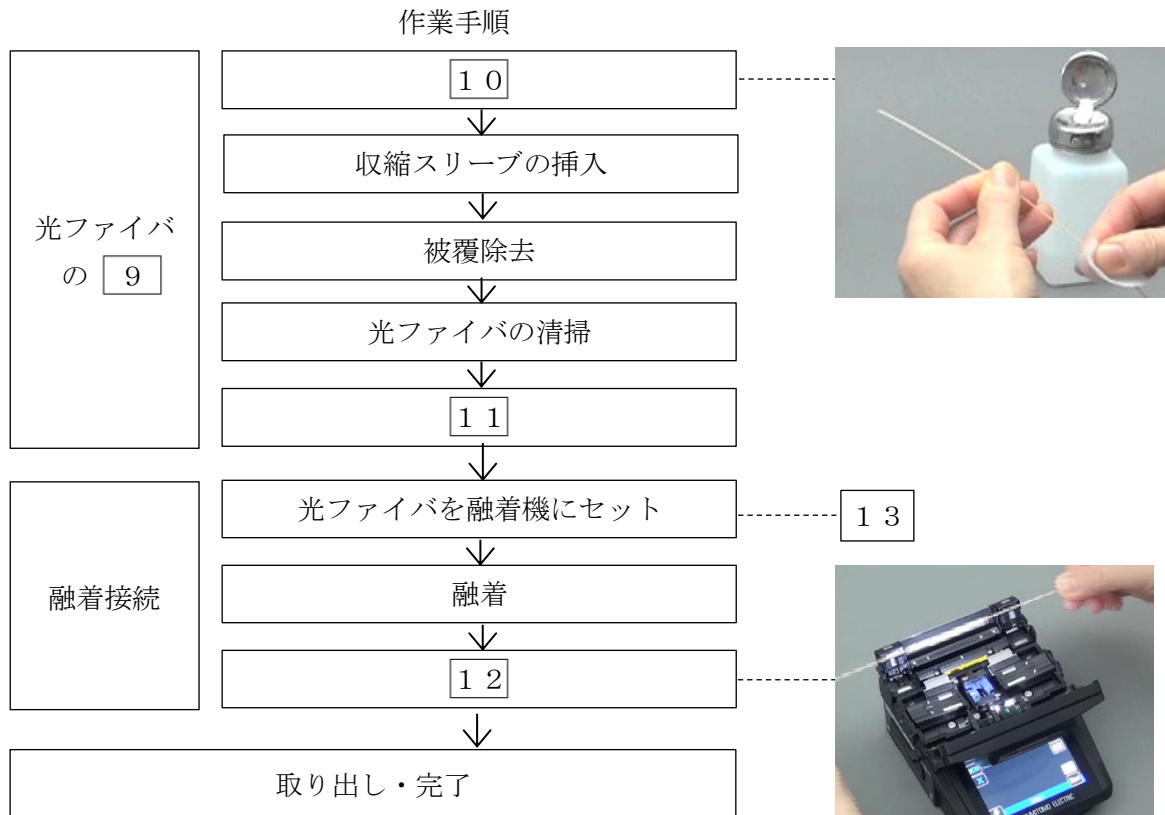 作業手順
１０
収縮スリーブの挿入
光ファイバ
の ９
被覆除去
光ファイバの清掃
１１
光ファイバを融着機にセット
１３
融着接続
融着
１２
取り出し・完了